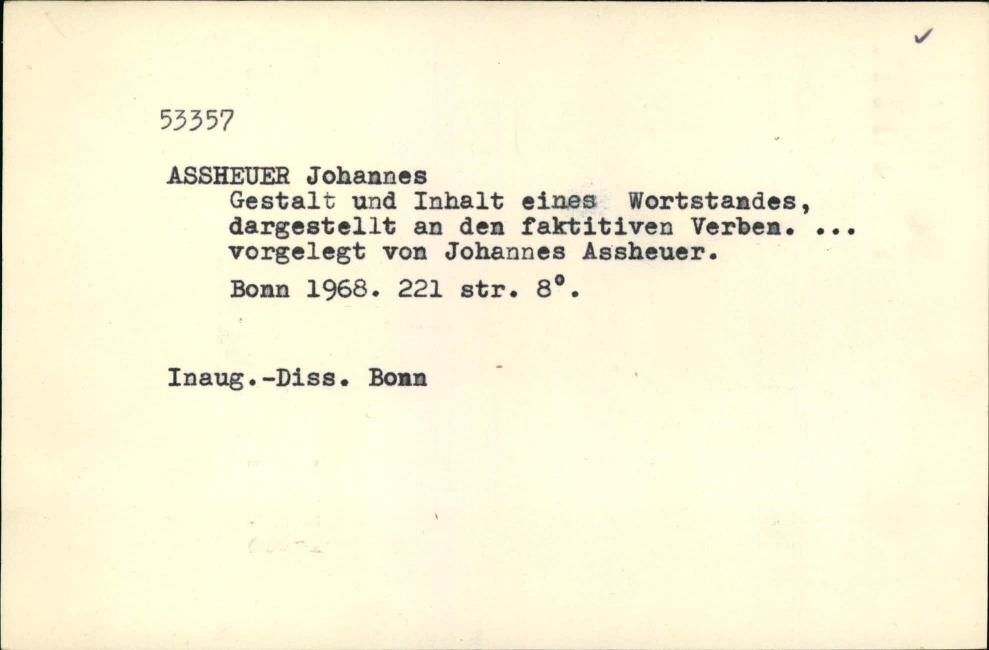 53357
ASSHEUER Johannes
Gestalt und Inhalt eines Wortstandes,
dargestellt an den faktitiven Verben. ...
vorgelegt von Johannes Assheuer.
Bonn 1968. 221 str. 8°.
Inaug.-Diss. Bonn